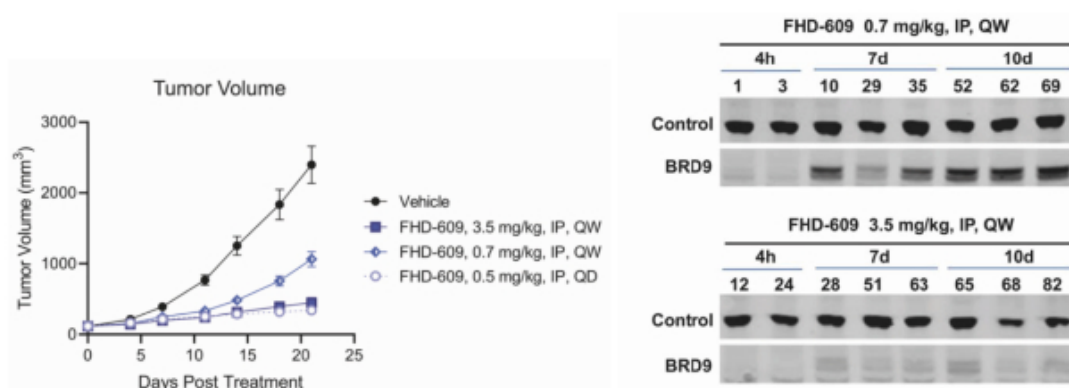 Tumor Volume
3000
2000
1000
0
Tumor Volume (mm³)
0 5 10 15 20 25
Days Post Treatment
Vehicle
FHD-609, 3.5 mg/kg, IP, QW
FHD-609, 0.7 mg/kg, IP, QW
FHD-609, 0.5 mg/kg, IP, QD
FHD-609 0.7 mg/kg, IP, QW
4h 7d 10d
1 3 10 29 35 52 62 69
Control
BRD9
FHD-609 3.5 mg/kg, IP, QW
4h 7d 10d
12 24 28 51 63 65 68 82
Control
BRD9